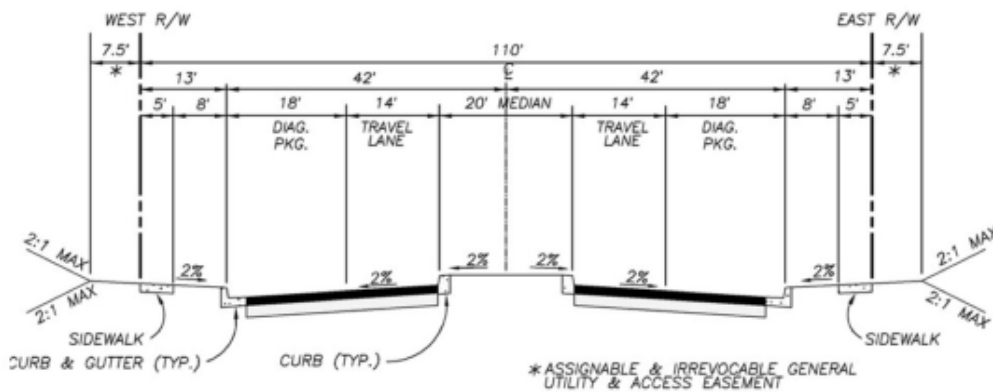 WEST R/W EAST R/W
7.5' 110' 7.5'
* ℄ *
13' 42' 42' 13'
5' 8' 18' 14' 20' MEDIAN 14' 18' 8' 5'
DIAG. TRAVEL TRAVEL DIAG.
PKG. LANE LANE PKG.
2:1 MAX 2% 2% 2% 2% 2% 2% 2:1 MAX
2:1 MAX 2:1 MAX
SIDEWALK SIDEWALK
CURB & GUTTER (TYP.) CURB (TYP.)
* ASSIGNABLE & IRREVOCABLE GENERAL
UTILITY & ACCESS EASEMENT